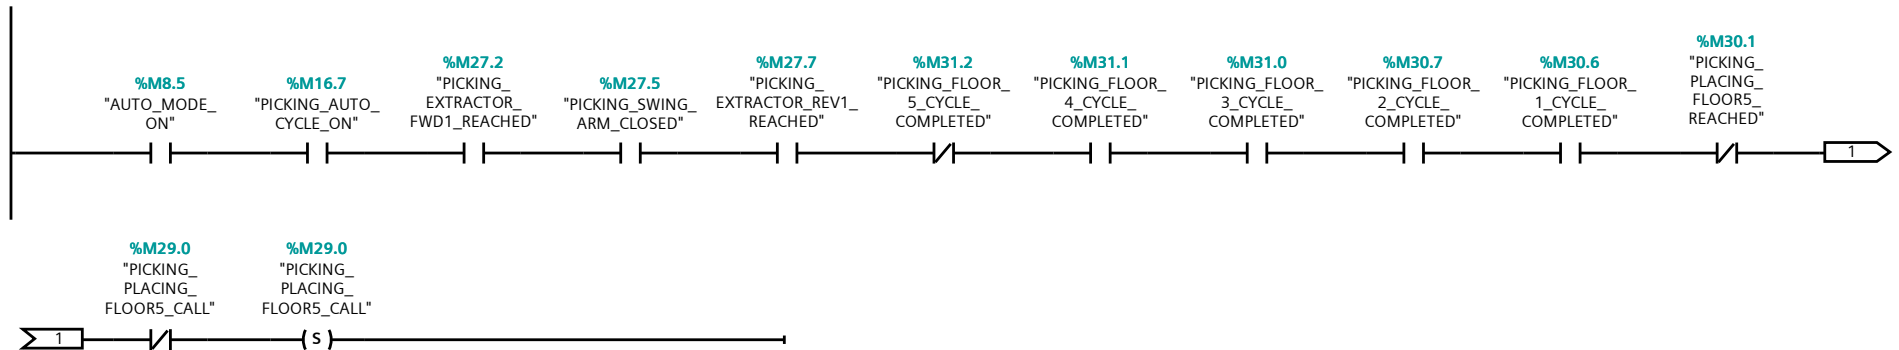 %M8.5
"AUTO_MODE_
ON"
%M16.7
"PICKING_AUTO_
CYCLE_ON"
%M27.2
"PICKING_
EXTRACTOR_
FWD1_REACHED"
%M27.5
"PICKING_SWING_
ARM_CLOSED"
%M27.7
"PICKING_
EXTRACTOR_REV1_
REACHED"
%M31.2
"PICKING_FLOOR_
5_CYCLE_
COMPLETED"
%M31.1
"PICKING_FLOOR_
4_CYCLE_
COMPLETED"
%M31.0
"PICKING_FLOOR_
3_CYCLE_
COMPLETED"
%M30.7
"PICKING_FLOOR_
2_CYCLE_
COMPLETED"
%M30.6
"PICKING_FLOOR_
1_CYCLE_
COMPLETED"
%M30.1
"PICKING_
PLACING_
FLOOR5_
REACHED"
1
1
%M29.0
"PICKING_
PLACING_
FLOOR5_CALL"
%M29.0
"PICKING_
PLACING_
FLOOR5_CALL"
S